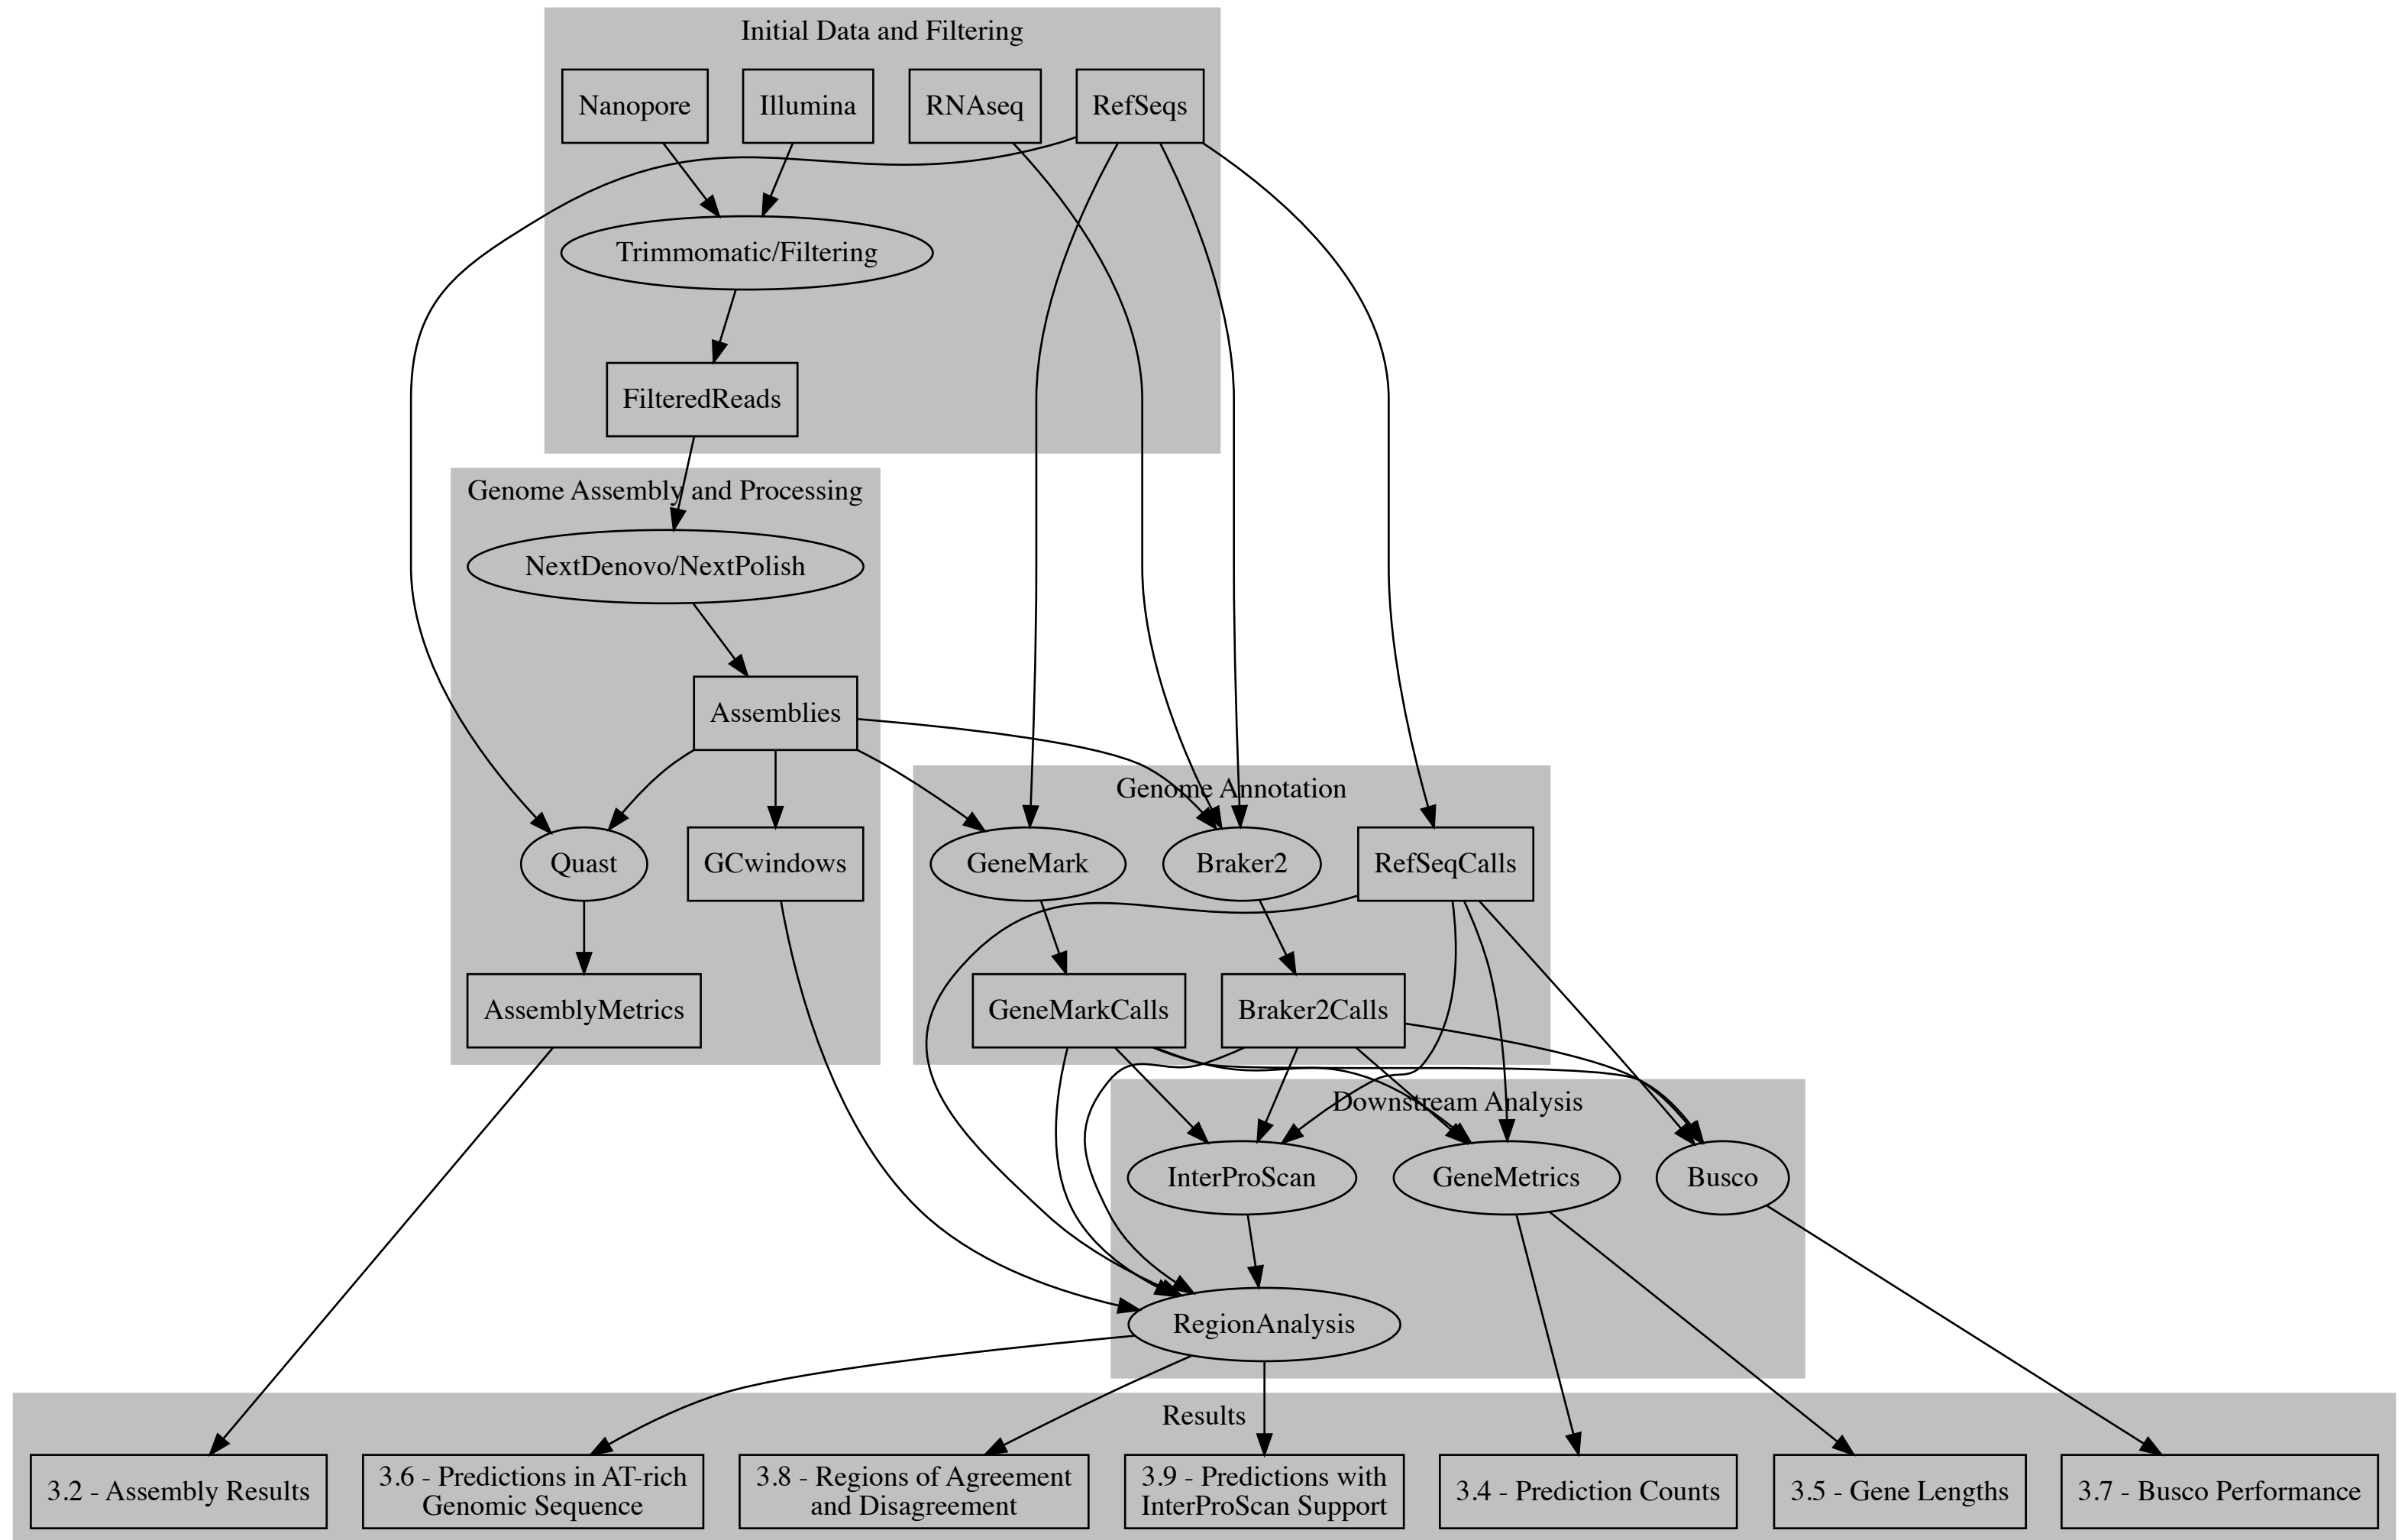 Initial Data and Filtering
Nanopore
Illumina
RNAseq
RefSeqs
Trimmomatic/Filtering
FilteredReads
Genome Assembly and Processing
NextDenovo/NextPolish
Assemblies
Genome Annotation
Quast
GCwindows
GeneMark
Braker2
RefSeqCalls
AssemblyMetrics
GeneMarkCalls
Braker2Calls
Downstream Analysis
InterProScan
GeneMetrics
Busco
RegionAnalysis
Results
3.2 - Assembly Results
3.6 - Predictions in AT-rich
Genomic Sequence
3.8 - Regions of Agreement
and Disagreement
3.9 - Predictions with
InterProScan Support
3.4 - Prediction Counts
3.5 - Gene Lengths
3.7 - Busco Performance